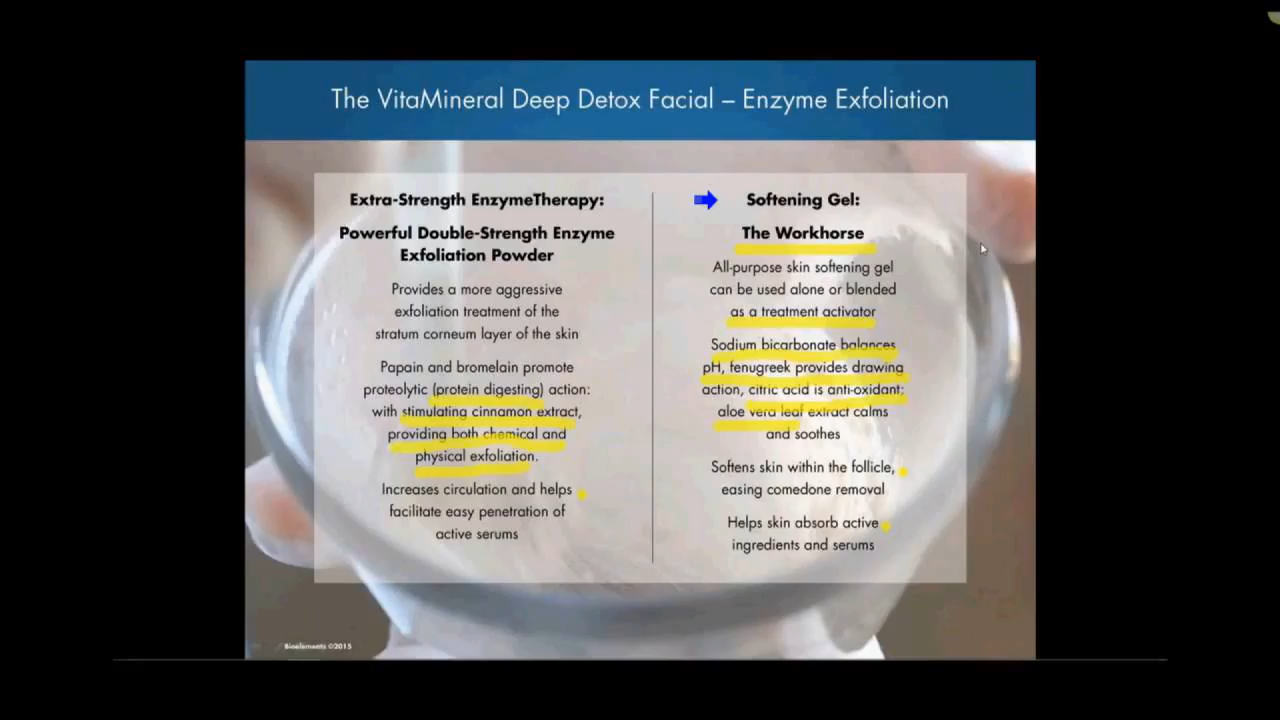 The VitaMineral Deep Detox Facial – Enzyme Exfoliation
Extra-Strength EnzymeTherapy:
Powerful Double-Strength Enzyme
Exfoliation Powder
Provides a more aggressive
exfoliation treatment of the
stratum corneum layer of the skin
Papain and bromelain promote
proteolytic (protein digesting) action:
with stimulating cinnamon extract,
providing both chemical and
physical exfoliation.
Increases circulation and helps
facilitate easy penetration of
active serums
Softening Gel:
The Workhorse
All-purpose skin softening gel
can be used alone or blended
as a treatment activator
Sodium bicarbonate balances
pH, fenugreek provides drawing
action, citric acid is anti-oxidant;
aloe vera leaf extract calms
and soothes
Softens skin within the follicle,
easing comedone removal
Helps skin absorb active
ingredients and serums
Bioelements ©2015